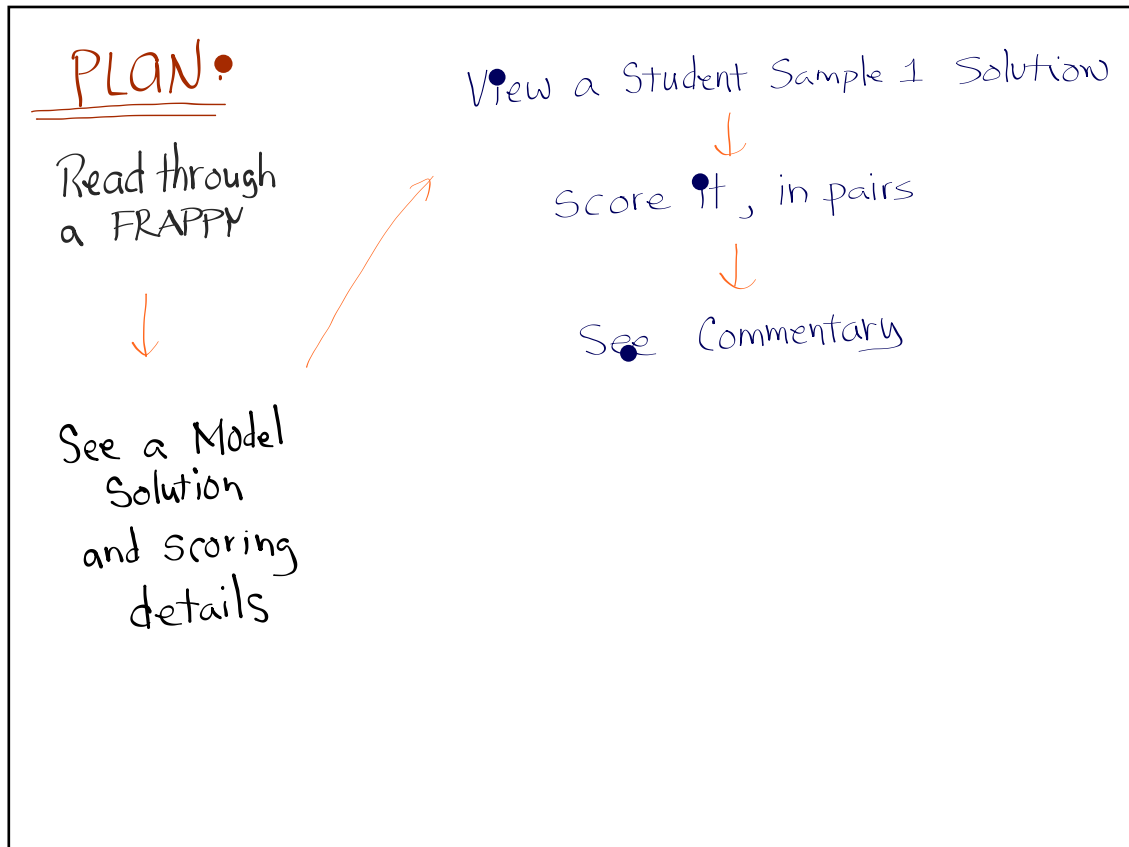 PLAN:
Read through
a FRAPPY
See a Model
Solution
and scoring
details
View a Student Sample 1 Solution
Score it, in pairs
See Commentary